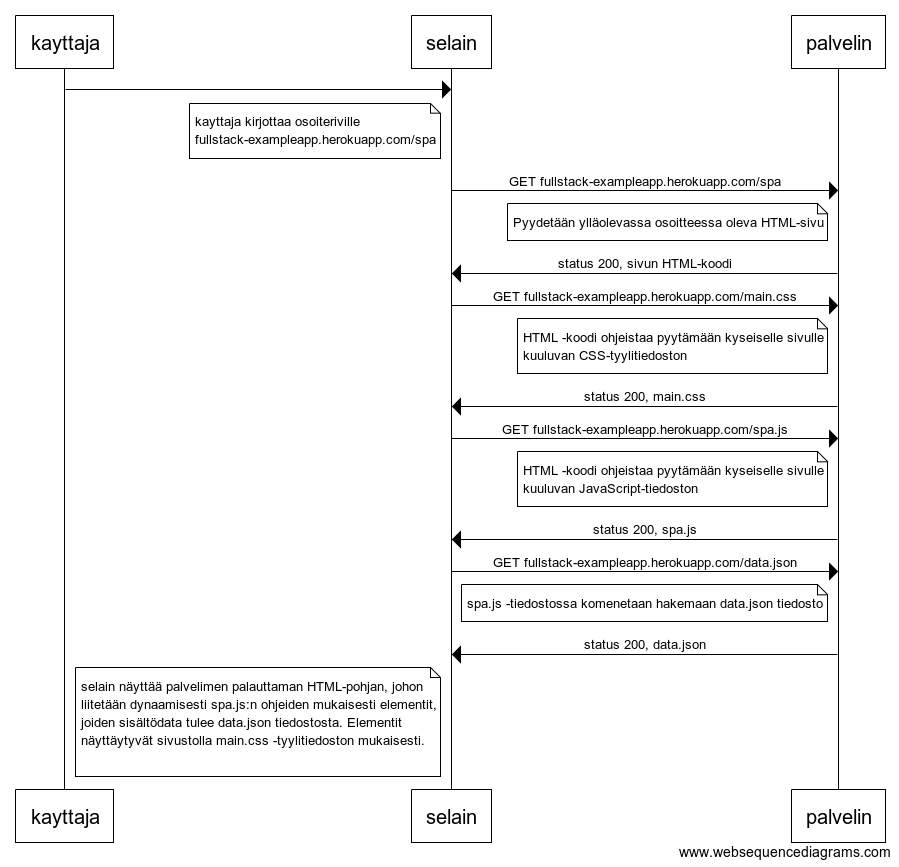 kayttaja
selain
palvelin
kayttaja kirjottaa osoiteriville
fullstack-exampleapp.herokuapp.com/spa
GET fullstack-exampleapp.herokuapp.com/spa
Pyydetään ylläolevassa osoitteessa oleva HTML-sivu
status 200, sivun HTML-koodi
GET fullstack-exampleapp.herokuapp.com/main.css
HTML -koodi ohjeistaa pyytämään kyseiselle sivulle
kuuluvan CSS-tyylitiedoston
status 200, main.css
GET fullstack-exampleapp.herokuapp.com/spa.js
HTML -koodi ohjeistaa pyytämään kyseiselle sivulle
kuuluvan JavaScript-tiedoston
status 200, spa.js
GET fullstack-exampleapp.herokuapp.com/data.json
spa.js -tiedostossa komenetaan hakemaan data.json tiedosto
status 200, data.json
selain näyttää palvelimen palauttaman HTML-pohjan, johon
liitetään dynaamisesti spa.js:n ohjeiden mukaisesti elementit,
joiden sisältödata tulee data.json tiedostosta. Elementit
näyttäytyvät sivustolla main.css -tyylitiedoston mukaisesti.
kayttaja
selain
palvelin
www.websequencediagrams.com